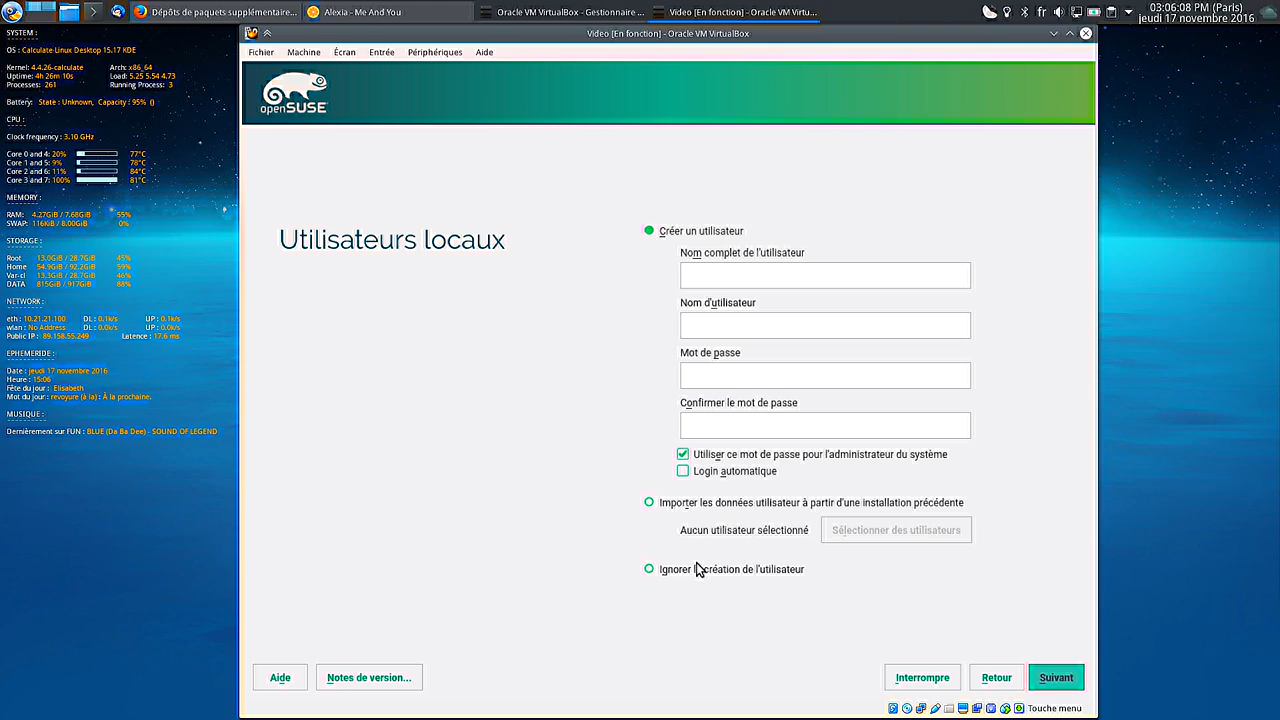 Dépôts de paquets supplémentaire...
Alexia - Me And You
Oracle VM VirtualBox - Gestionnaire ...
Video [En fonction] - Oracle VM Virtu...
fr
03:06:08 PM (Paris)
jeudi 17 novembre 2016
SYSTEM :
OS : Calculate Linux Desktop 15.17 KDE
Kernel: 4.4.26-calculate Arch: x86_64
Uptime: 4h 26m 10s Load: 5.25 5.54 4.73
Processes: 261 Running Process: 3
Battery: State : Unknown, Capacity : 95% ()
CPU :
Clock frequency : 3.10 GHz
Core 0 and 4: 20% 77°C
Core 1 and 5: 9% 78°C
Core 2 and 6: 11% 84°C
Core 3 and 7: 100% 81°C
MEMORY :
RAM: 4.27GiB / 7.68GiB 55%
SWAP: 116KiB / 8.00GiB 0%
STORAGE :
Root 13.0GiB / 28.7GiB 45%
Home 54.9GiB / 92.2GiB 59%
Var-cl 13.3GiB / 28.7GiB 46%
DATA 815GiB / 917GiB 88%
NETWORK :
eth : 10.21.21.100 DL : 0.1k/s UP : 0.1k/s
wlan : No Address DL : 0.0k/s UP : 0.0k/s
Public IP : 89.158.55.249 Latence : 17.6 ms
EPHEMERIDE :
Date : jeudi 17 novembre 2016
Heure : 15:06
Fête du jour : Elisabeth
Mot du jour : revoyure (à la) : À la prochaine.
MUSIQUE :
Dernièrement sur FUN : BLUE (Da Ba Dee) - SOUND OF LEGEND
Video [En fonction] - Oracle VM VirtualBox
Fichier Machine Écran Entrée Périphériques Aide
openSUSE
Utilisateurs locaux
Créer un utilisateur
Nom complet de l'utilisateur
Nom d'utilisateur
Mot de passe
Confirmer le mot de passe
Utiliser ce mot de passe pour l'administrateur du système
Login automatique
Importer les données utilisateur à partir d'une installation précédente
Aucun utilisateur sélectionné Sélectionner des utilisateurs
Ignorer la création de l'utilisateur
Aide Notes de version... Interrompre Retour Suivant
Touche menu